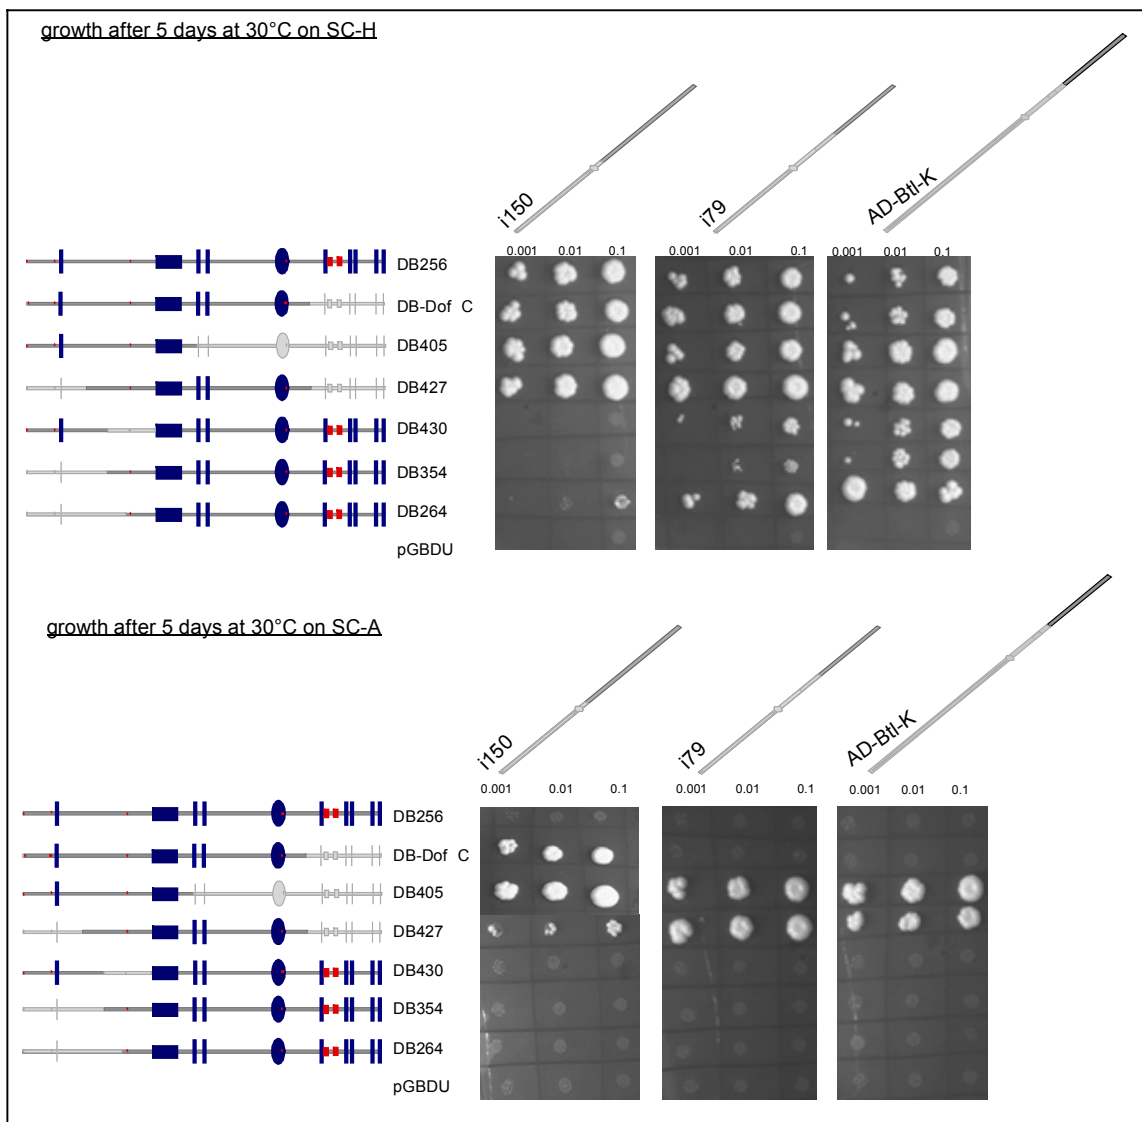 growth after 5 days at 30°C on SC-H
i150
i79
AD-Btl-K
0.001 0.01 0.1
0.001 0.01 0.1
0.001 0.01 0.1
DB256
DB-Dof C
DB405
DB427
DB430
DB354
DB264
pGBDU
growth after 5 days at 30°C on SC-A
i150
i79
AD-Btl-K
0.001 0.01 0.1
0.001 0.01 0.1
0.001 0.01 0.1
DB256
DB-Dof C
DB405
DB427
DB430
DB354
DB264
pGBDU